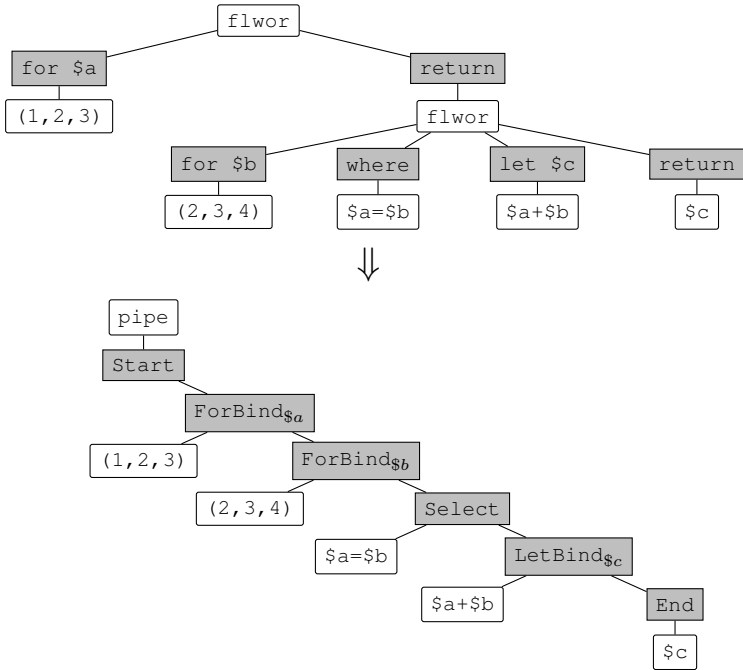 flwor
for $a return
(1,2,3) flwor
for $b where let $c return
(2,3,4) $a=$b $a+$b $c
⇓
pipe
Start
ForBind$a
(1,2,3) ForBind$b
(2,3,4) Select
$a=$b LetBind$c
$a+$b End
$c